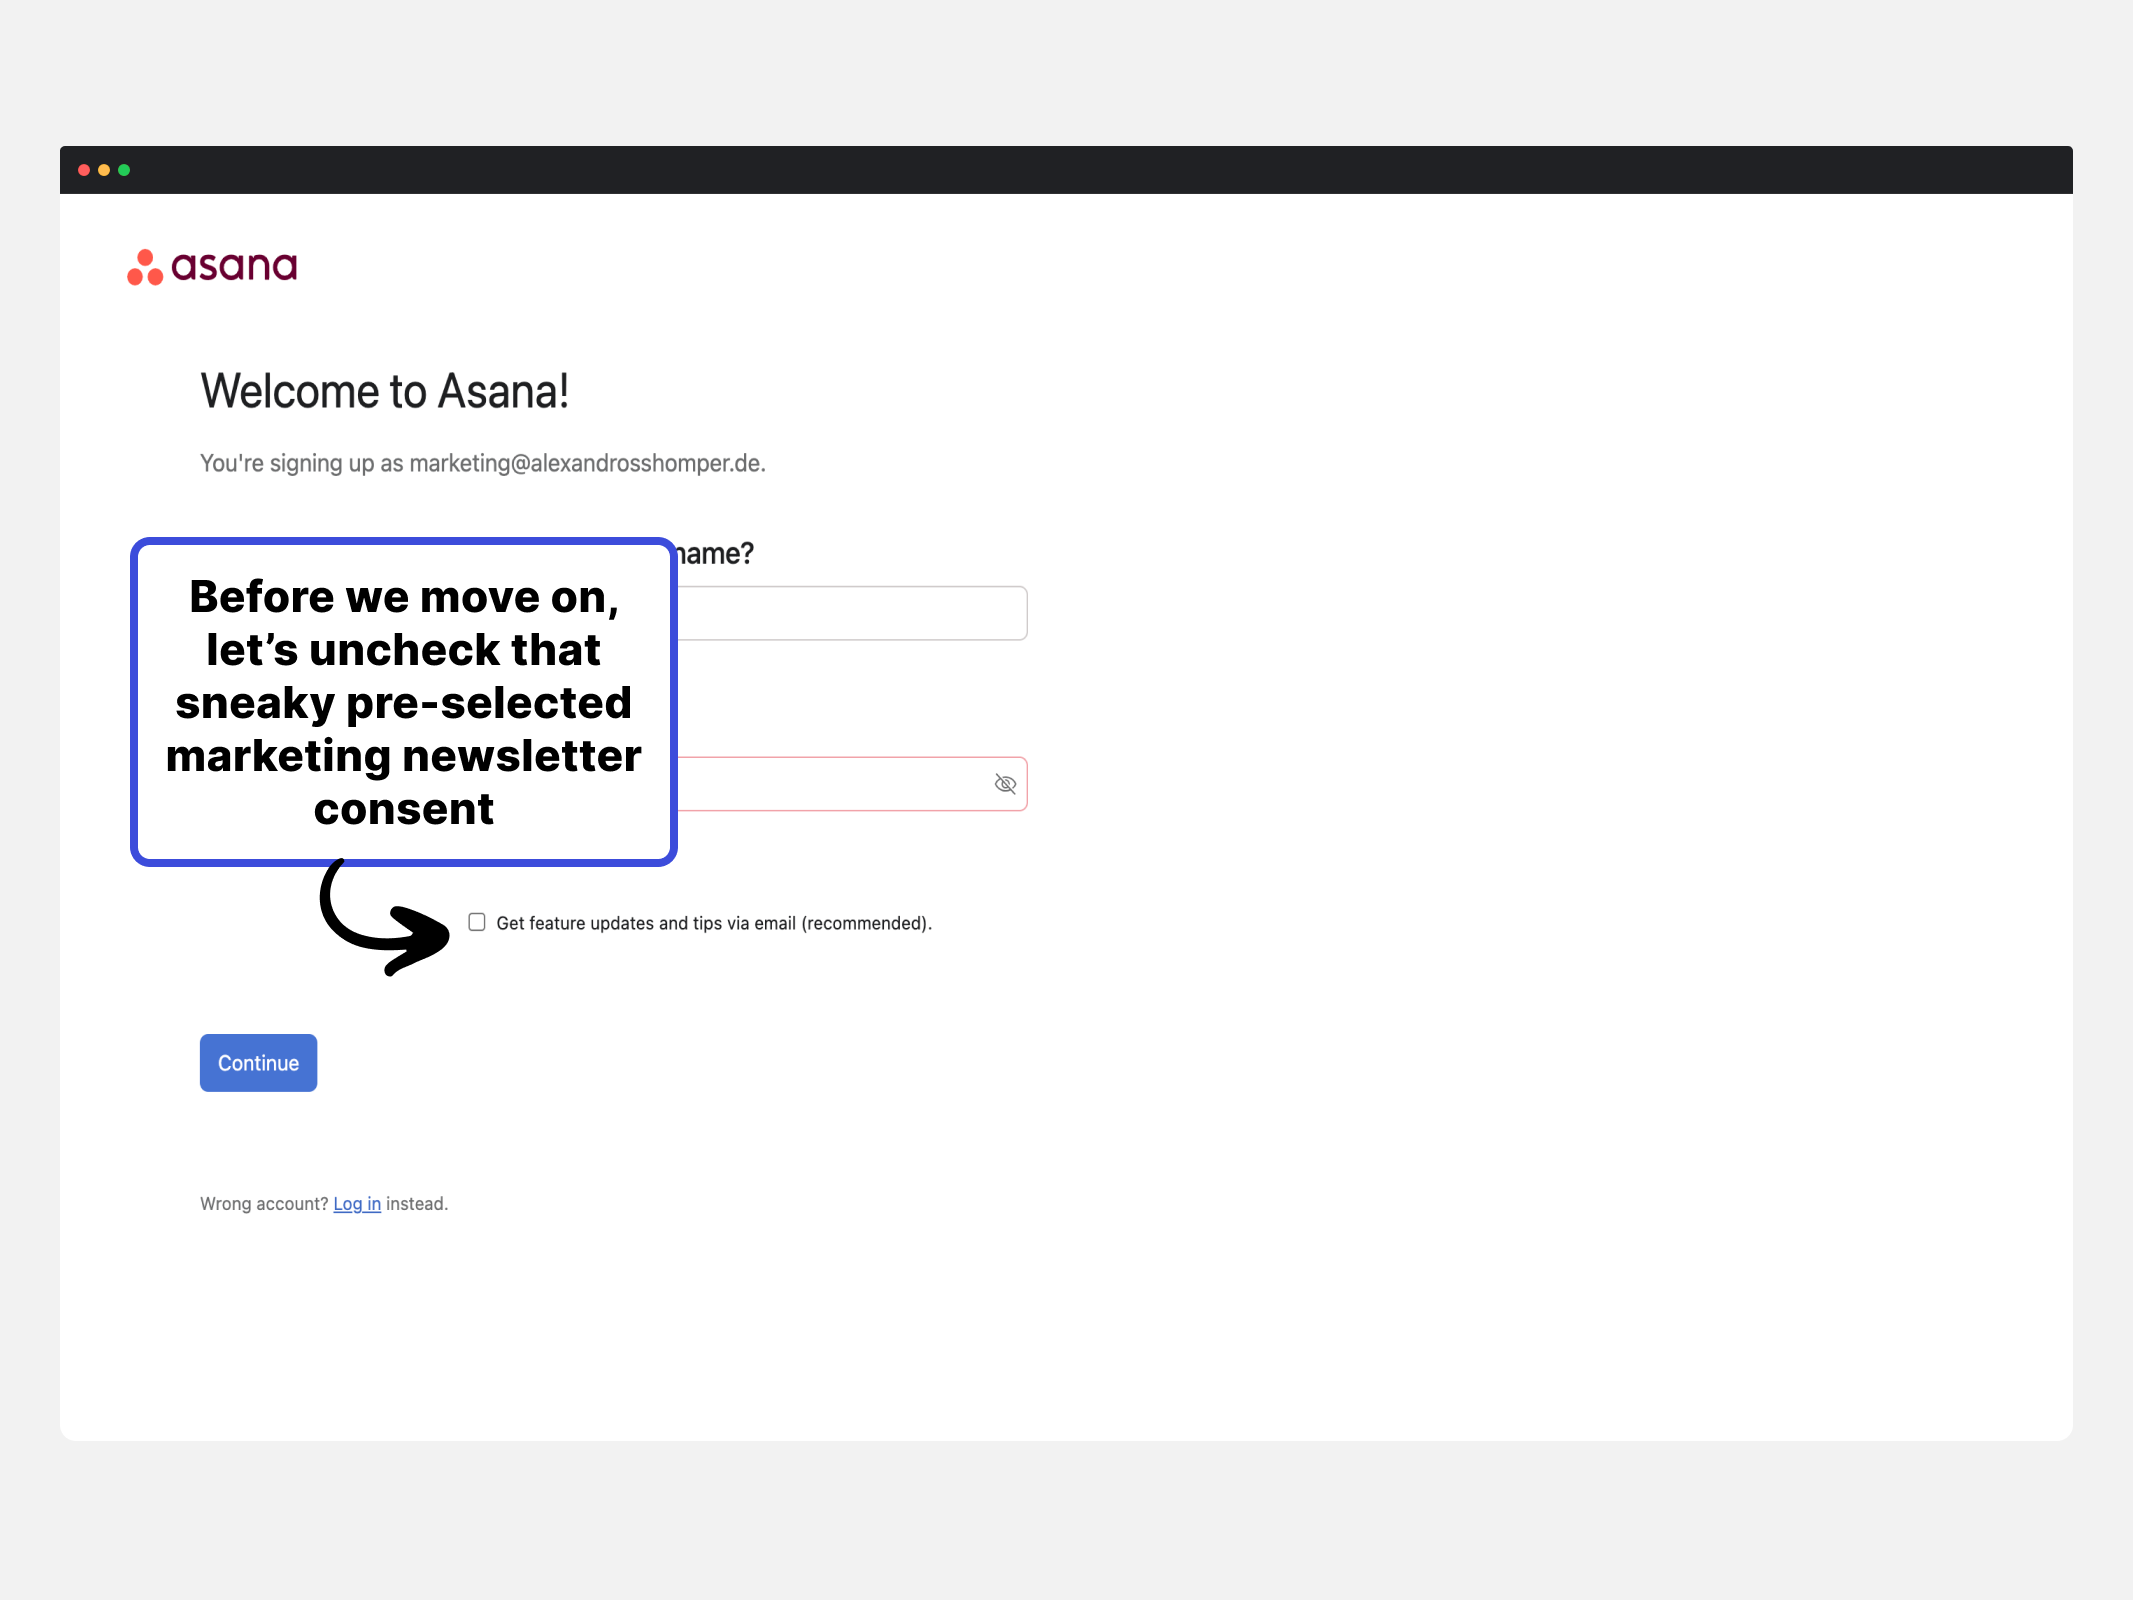 asana
Welcome to Asana!
You're signing up as marketing@alexandrosshomper.de.
name?
Before we move on,
let’s uncheck that
sneaky pre-selected
marketing newsletter
consent
Get feature updates and tips via email (recommended).
Continue
Wrong account? Log in instead.